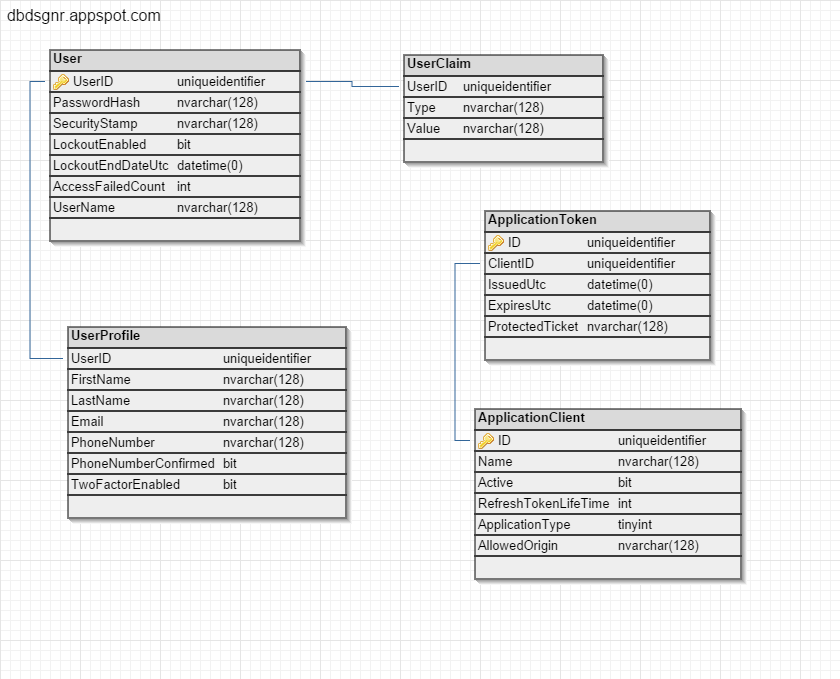 dbdsgnr.appspot.com
User
UserID uniqueidentifier
PasswordHash nvarchar(128)
SecurityStamp nvarchar(128)
LockoutEnabled bit
LockoutEndDateUtc datetime(0)
AccessFailedCount int
UserName nvarchar(128)
UserClaim
UserID uniqueidentifier
Type nvarchar(128)
Value nvarchar(128)
ApplicationToken
ID uniqueidentifier
ClientID uniqueidentifier
IssuedUtc datetime(0)
ExpiresUtc datetime(0)
ProtectedTicket nvarchar(128)
UserProfile
UserID uniqueidentifier
FirstName nvarchar(128)
LastName nvarchar(128)
Email nvarchar(128)
PhoneNumber nvarchar(128)
PhoneNumberConfirmed bit
TwoFactorEnabled bit
ApplicationClient
ID uniqueidentifier
Name nvarchar(128)
Active bit
RefreshTokenLifeTime int
ApplicationType tinyint
AllowedOrigin nvarchar(128)